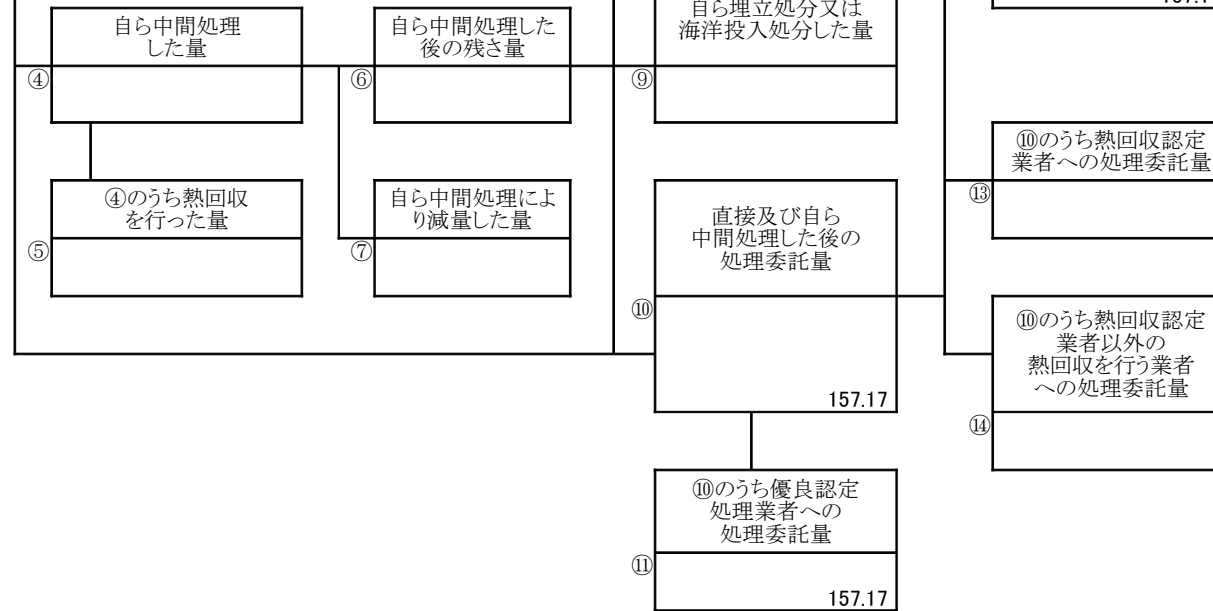 自ら中間処理
した量
④
自ら中間処理した
後の残さ量
⑥
自ら埋立処分又は
海洋投入処分した量
⑨
④のうち熱回収
を行った量
⑤
自ら中間処理によ
り減量した量
⑦
直接及び自ら
中間処理した後の
処理委託量
⑩
157.17
⑩のうち優良認定
処理業者への
処理委託量
⑪
157.17
⑩のうち熱回収認定
業者への処理委託量
⑬
⑩のうち熱回収認定
業者以外の
熱回収を行う業者
への処理委託量
⑭